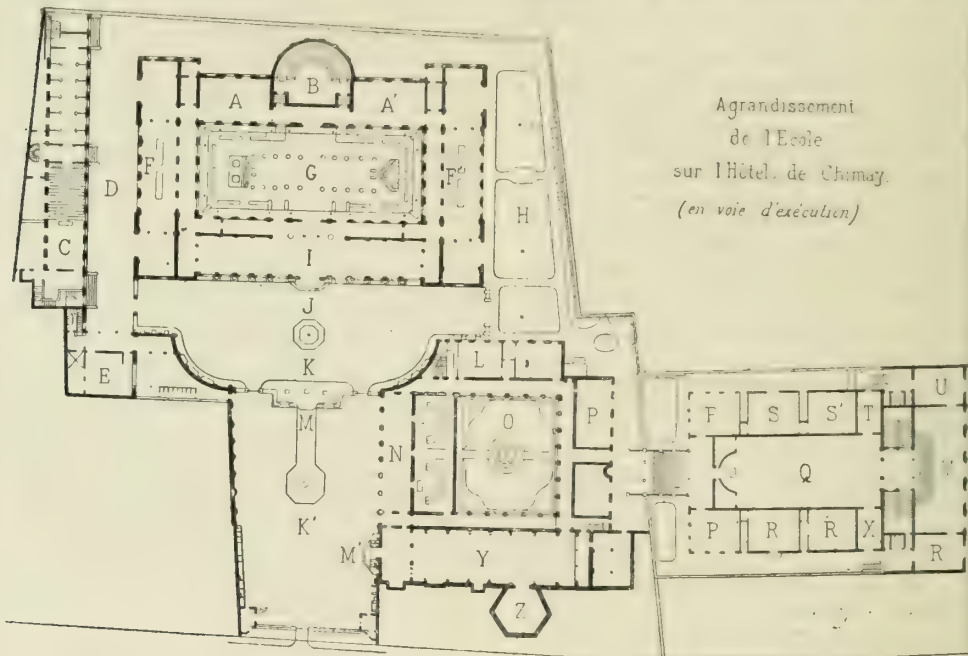 Agrandissement
de l'Ecole
sur l'Hôtel de Chimay.
(en voie d'exécution)
A B A'
F G F
D H
C I
J
K L
E M
N O P
K' M'
Y Z
F S S' T U
Q
P R R X R